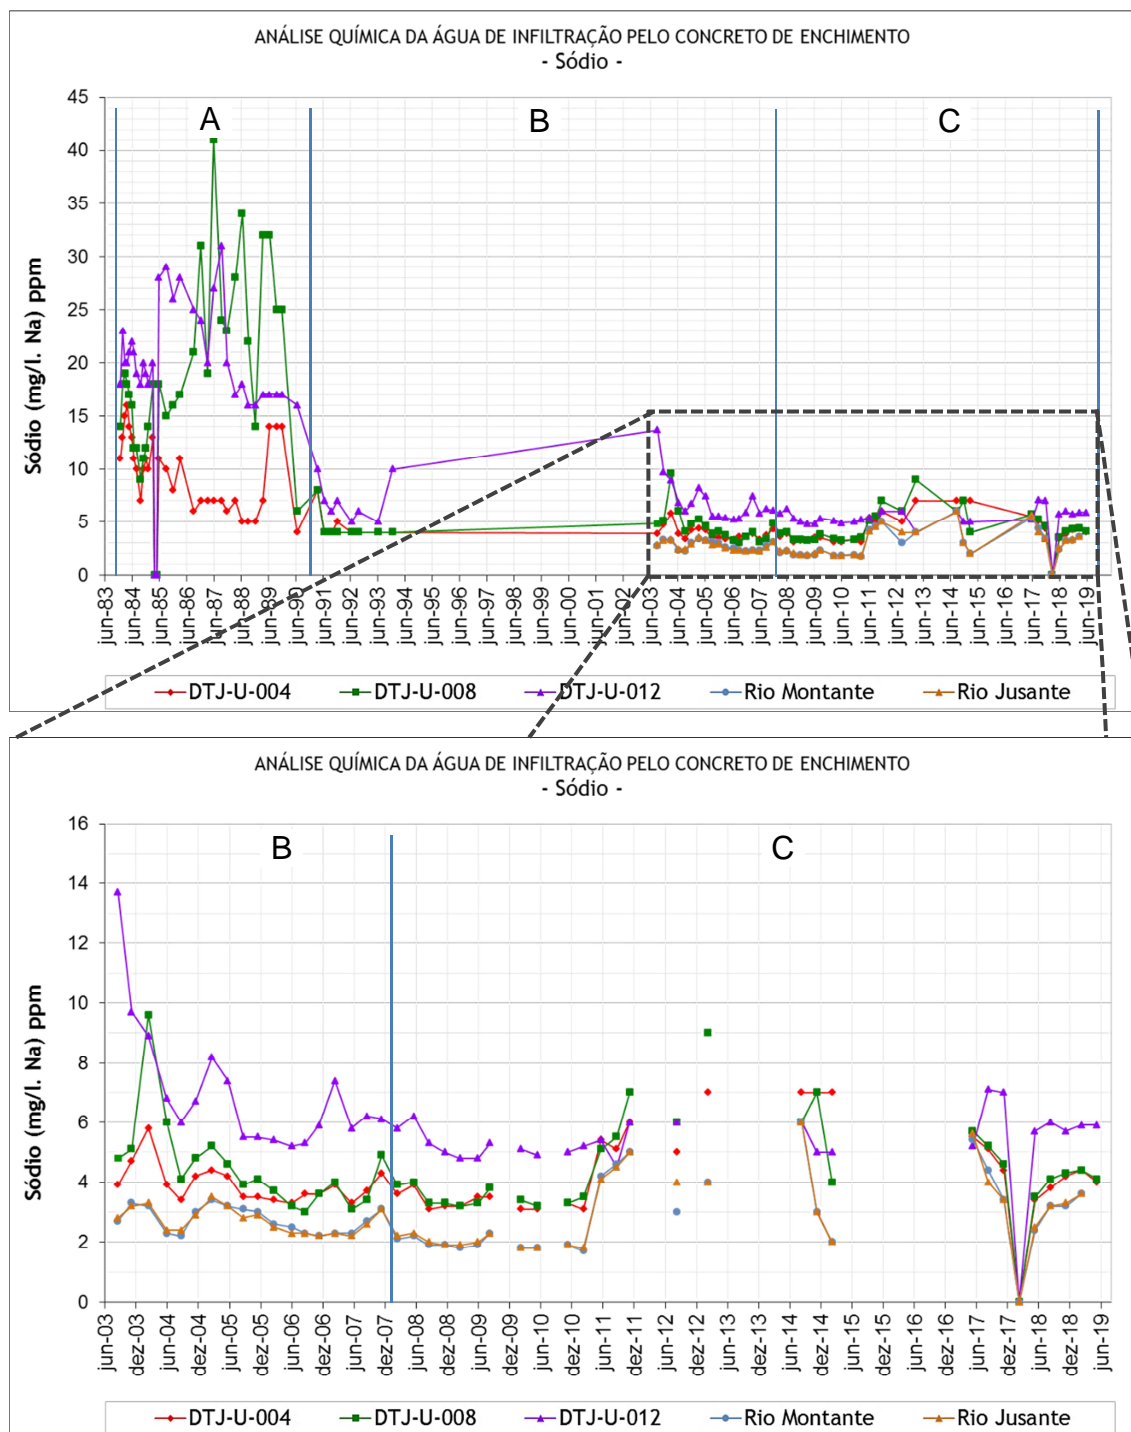 ANÁLISE QUÍMICA DA ÁGUA DE INFILTRAÇÃO PELO CONCRETO DE ENCHIMENTO
- Sódio -
Sódio (mg/l. Na) ppm
45
40
35
30
25
20
15
10
5
0
A
B
C
jun-83
jun-84
jun-85
jun-86
jun-87
jun-88
jun-89
jun-90
jun-91
jun-92
jun-93
jun-94
jun-95
jun-96
jun-97
jun-98
jun-99
jun-00
jun-01
jun-02
jun-03
jun-04
jun-05
jun-06
jun-07
jun-08
jun-09
jun-10
jun-11
jun-12
jun-13
jun-14
jun-15
jun-16
jun-17
jun-18
jun-19
DTJ-U-004
DTJ-U-008
DTJ-U-012
Rio Montante
Rio Jusante
ANÁLISE QUÍMICA DA ÁGUA DE INFILTRAÇÃO PELO CONCRETO DE ENCHIMENTO
- Sódio -
Sódio (mg/l. Na) ppm
16
14
12
10
8
6
4
2
0
B
C
jun-03
dez-03
jun-04
dez-04
jun-05
dez-05
jun-06
dez-06
jun-07
dez-07
jun-08
dez-08
jun-09
dez-09
jun-10
dez-10
jun-11
dez-11
jun-12
dez-12
jun-13
dez-13
jun-14
dez-14
jun-15
dez-15
jun-16
dez-16
jun-17
dez-17
jun-18
dez-18
jun-19
DTJ-U-004
DTJ-U-008
DTJ-U-012
Rio Montante
Rio Jusante